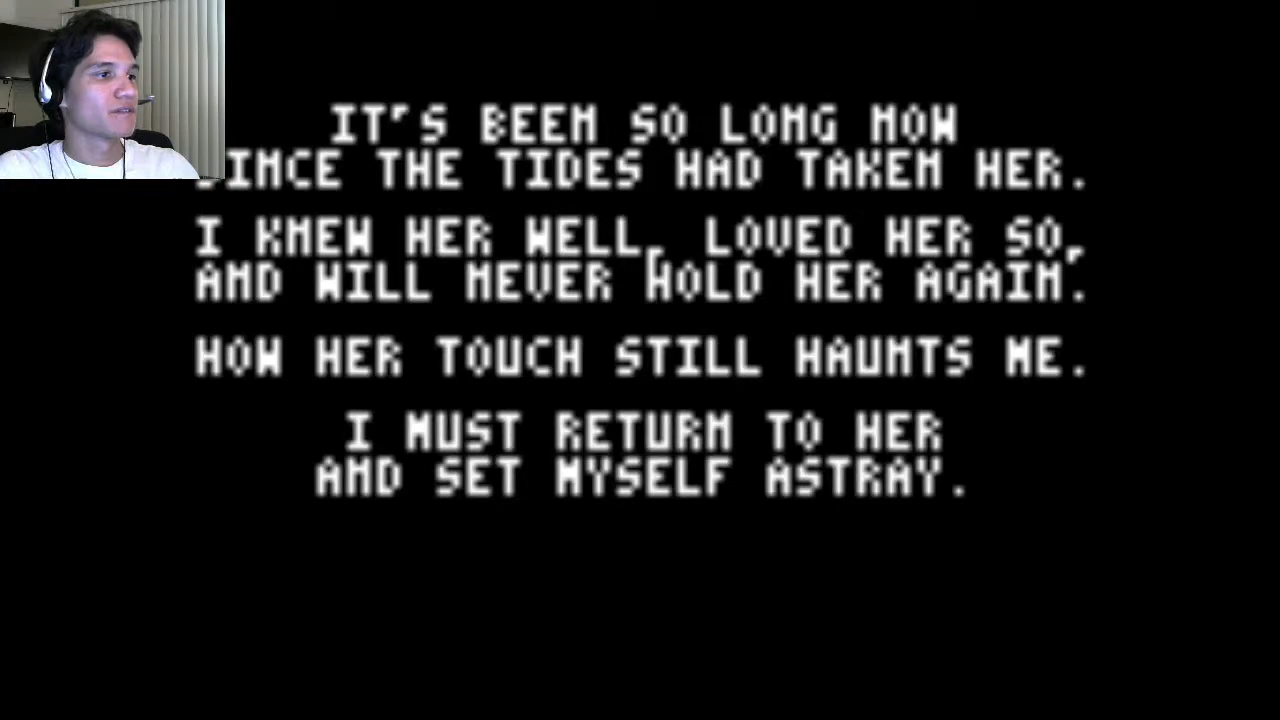 IT'S BEEN SO LONG NOW
SINCE THE TIDES HAD TAKEN HER.
I KNEW HER WELL, LOVED HER SO,
AND WILL NEVER HOLD HER AGAIN.
HOW HER TOUCH STILL HAUNTS ME.
I MUST RETURN TO HER
AND SET MYSELF ASTRAY.